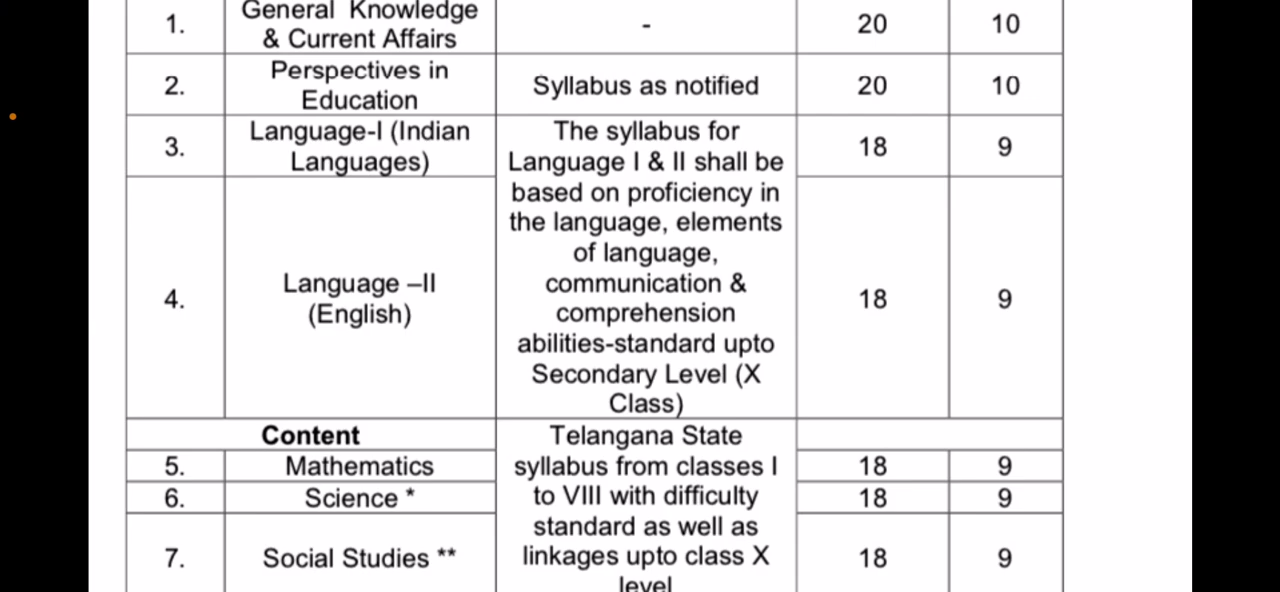 1. General Knowledge & Current Affairs - 20 10
2. Perspectives in Education Syllabus as notified 20 10
3. Language-I (Indian Languages) 18 9
The syllabus for
Language I & II shall be
based on proficiency in
the language, elements
of language,
communication &
comprehension
abilities-standard upto
Secondary Level (X
Class)
4. Language –II (English) 18 9
Content
Telangana State
syllabus from classes I
to VIII with difficulty
standard as well as
linkages upto class X
level
5. Mathematics 18 9
6. Science * 18 9
7. Social Studies ** 18 9